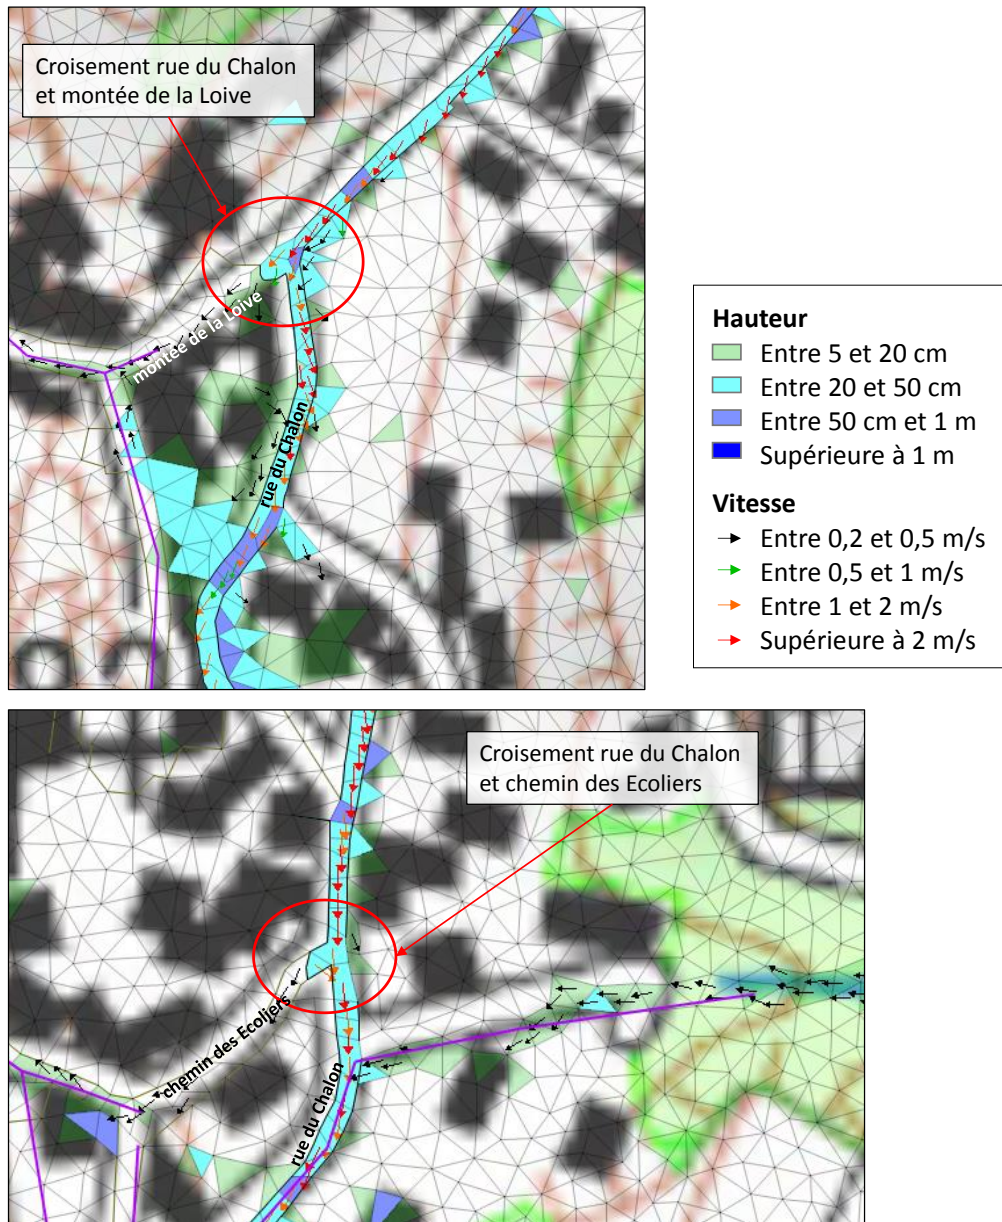 Croisement rue du Chalon
et montée de la Loive
montée de la Loive
rue du Chalon
Hauteur
Entre 5 et 20 cm
Entre 20 et 50 cm
Entre 50 cm et 1 m
Supérieure à 1 m
Vitesse
Entre 0,2 et 0,5 m/s
Entre 0,5 et 1 m/s
Entre 1 et 2 m/s
Supérieure à 2 m/s
Croisement rue du Chalon
et chemin des Ecoliers
chemin des Ecoliers
rue du Chalon